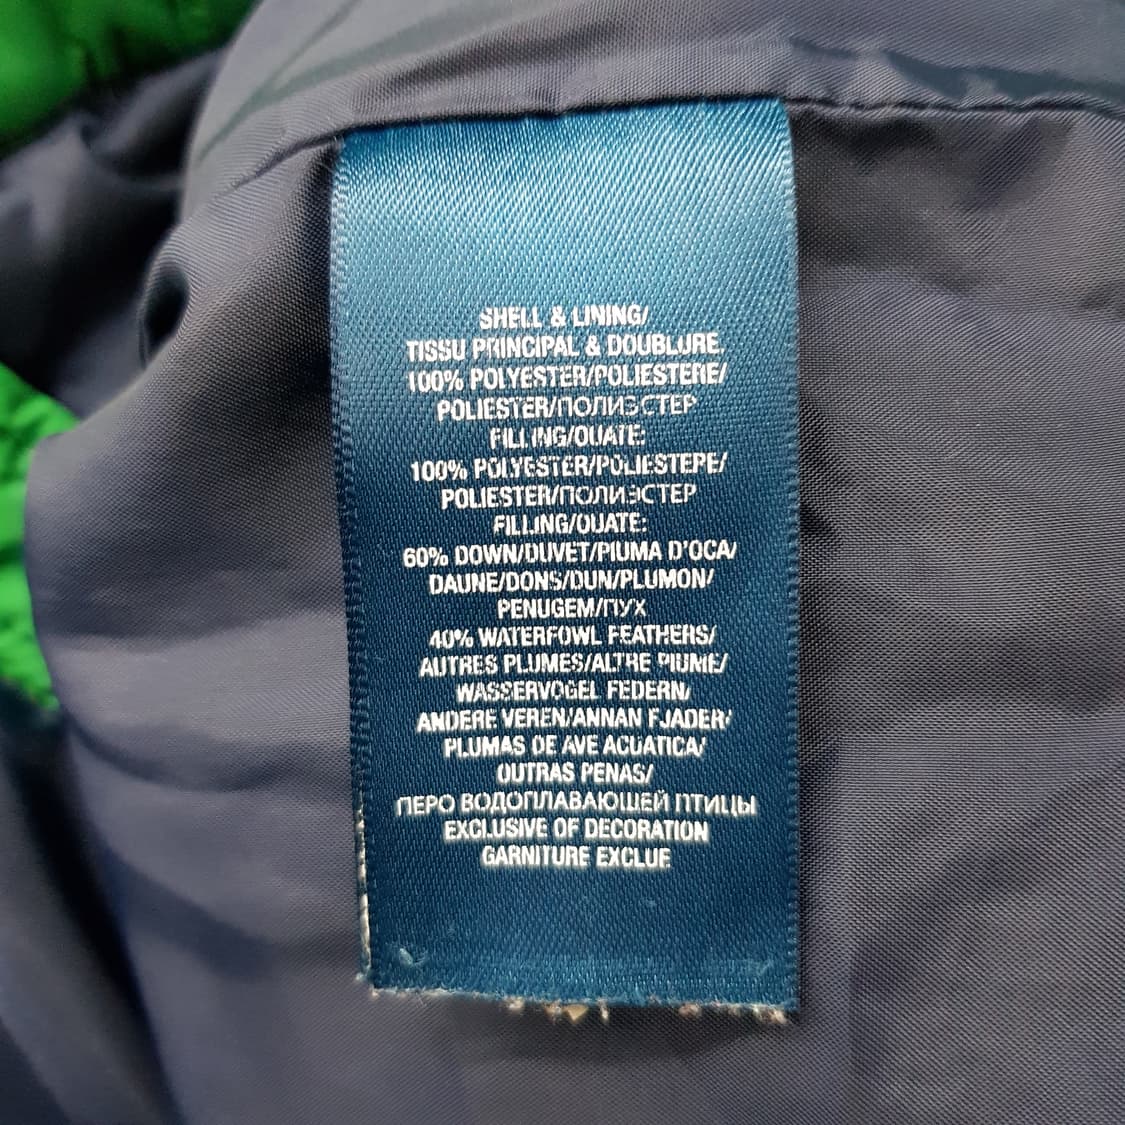 SHELL & LINING/
TISSU PRINCIPAL & DOUBLURE
100% POLYESTER/POLIESTERE/
POLIESTER/ПОЛИЭСТЕР
FILLING/OUATE:
100% POLYESTER/POLIESTEPE/
POLIESTER/ПОЛИЭСТЕР
FILLING/OUATE:
60% DOWN/DUVET/PIUMA D'OCA/
DAUNE/DONS/DUN/PLUMON/
PENUGEM/ПУХ
40% WATERFOWL FEATHERS/
AUTRES PLUMES/ALTRE PIUME/
WASSERVOGEL FEDERN/
ANDERE VEREN/ANNAN FJADER/
PLUMAS DE AVE ACUATICA/
OUTRAS PENAS/
ПЕРО ВОДОПЛАВАЮШЕЙ ПТИЦЫ
EXCLUSIVE OF DECORATION
GARNITURE EXCLUE